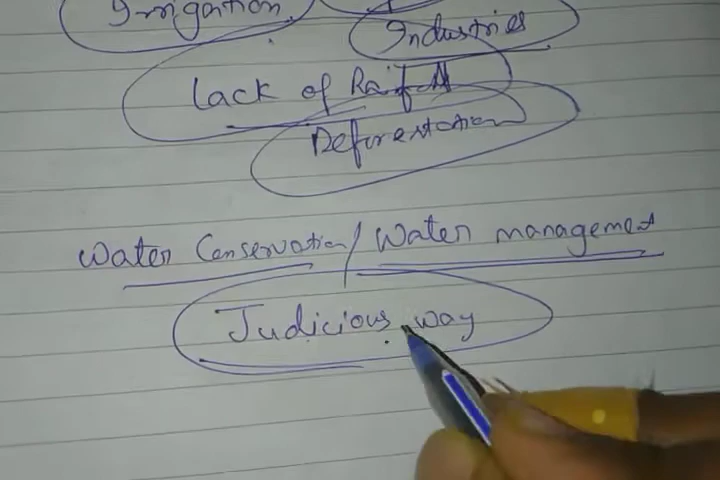 Irrigation
Industries
Lack of Rainfall
Deforestation
Water Conservation/Water management
Judicious way